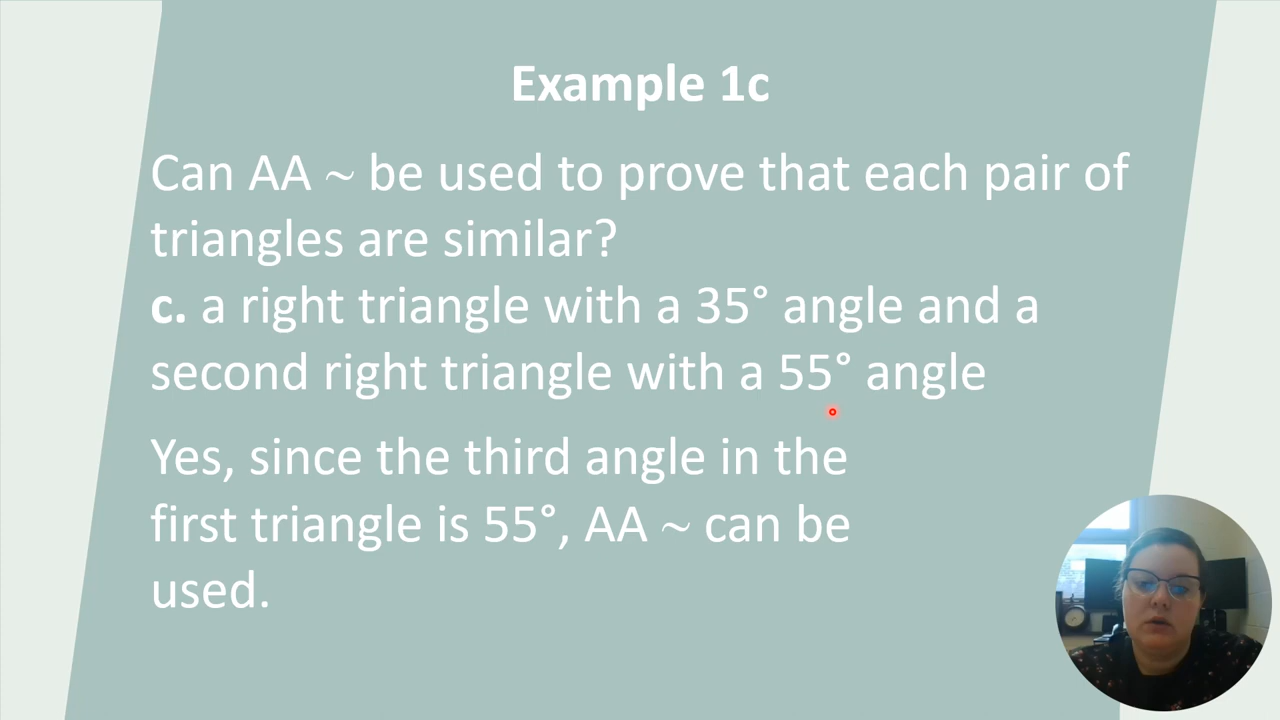 Example 1c
Can AA ~ be used to prove that each pair of
triangles are similar?
c. a right triangle with a 35° angle and a
second right triangle with a 55° angle
Yes, since the third angle in the
first triangle is 55°, AA ~ can be
used.